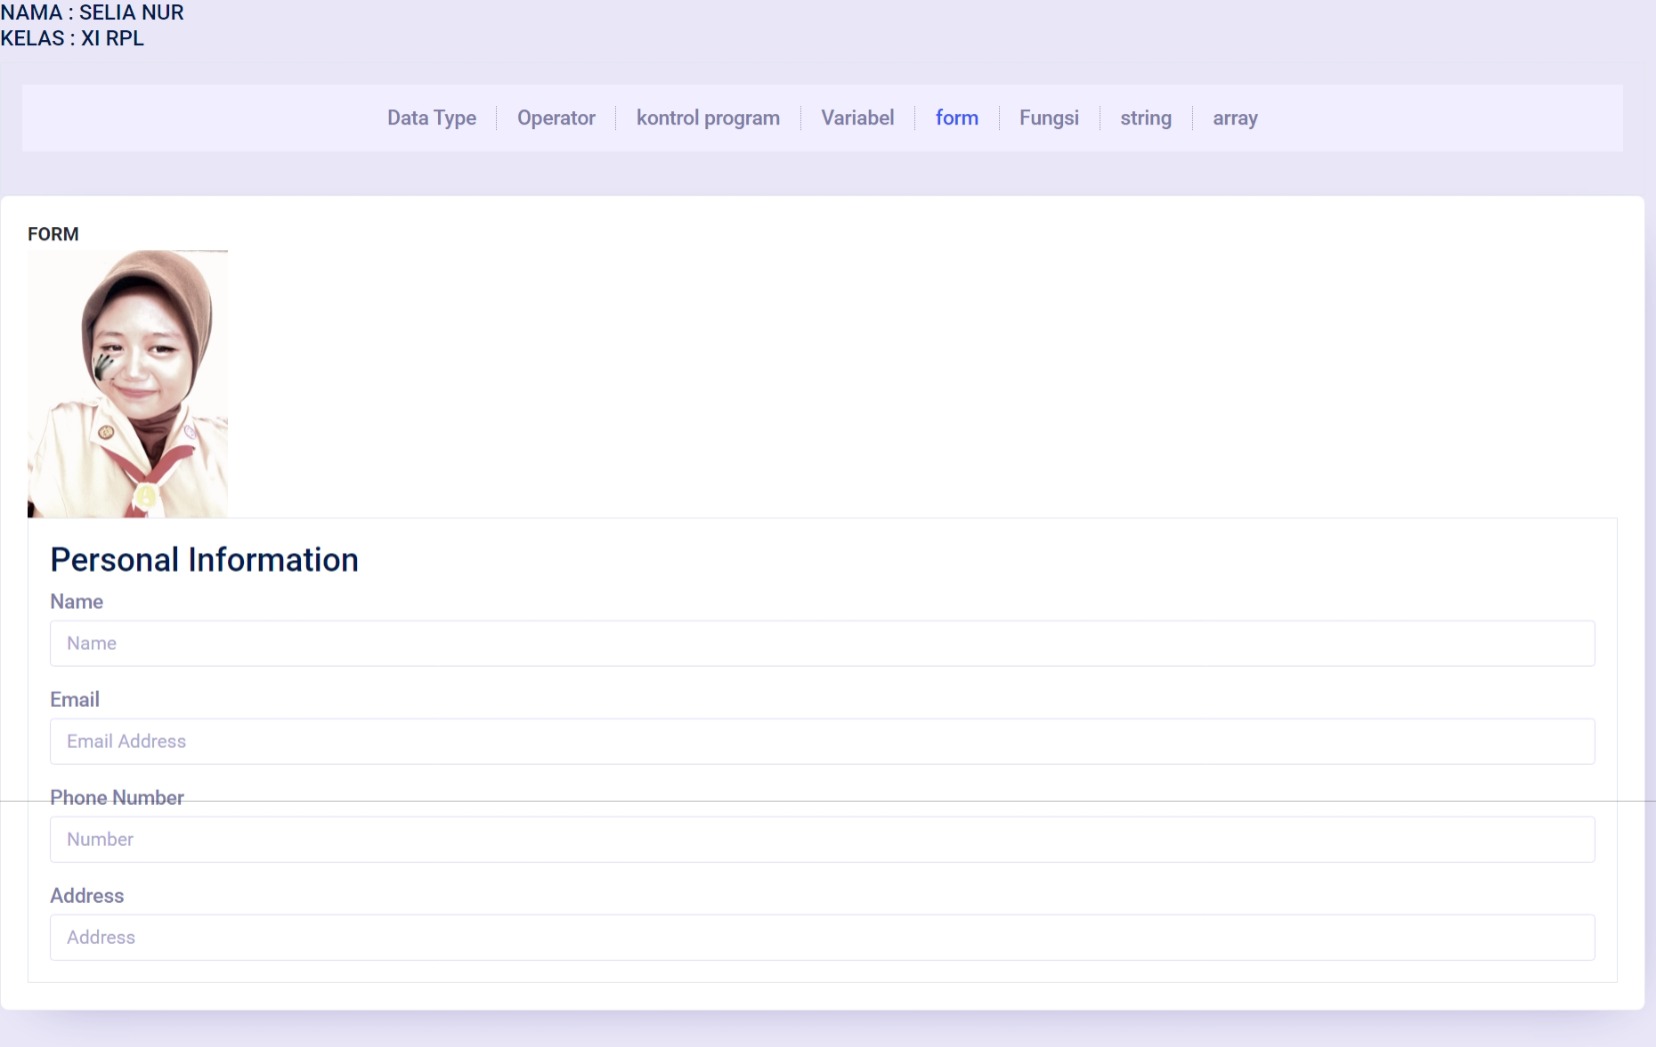 NAMA : SELIA NUR
KELAS : XI RPL
Data Type Operator kontrol program Variabel form Fungsi string array
FORM
Personal Information
Name
Name
Email
Email Address
Phone Number
Number
Address
Address